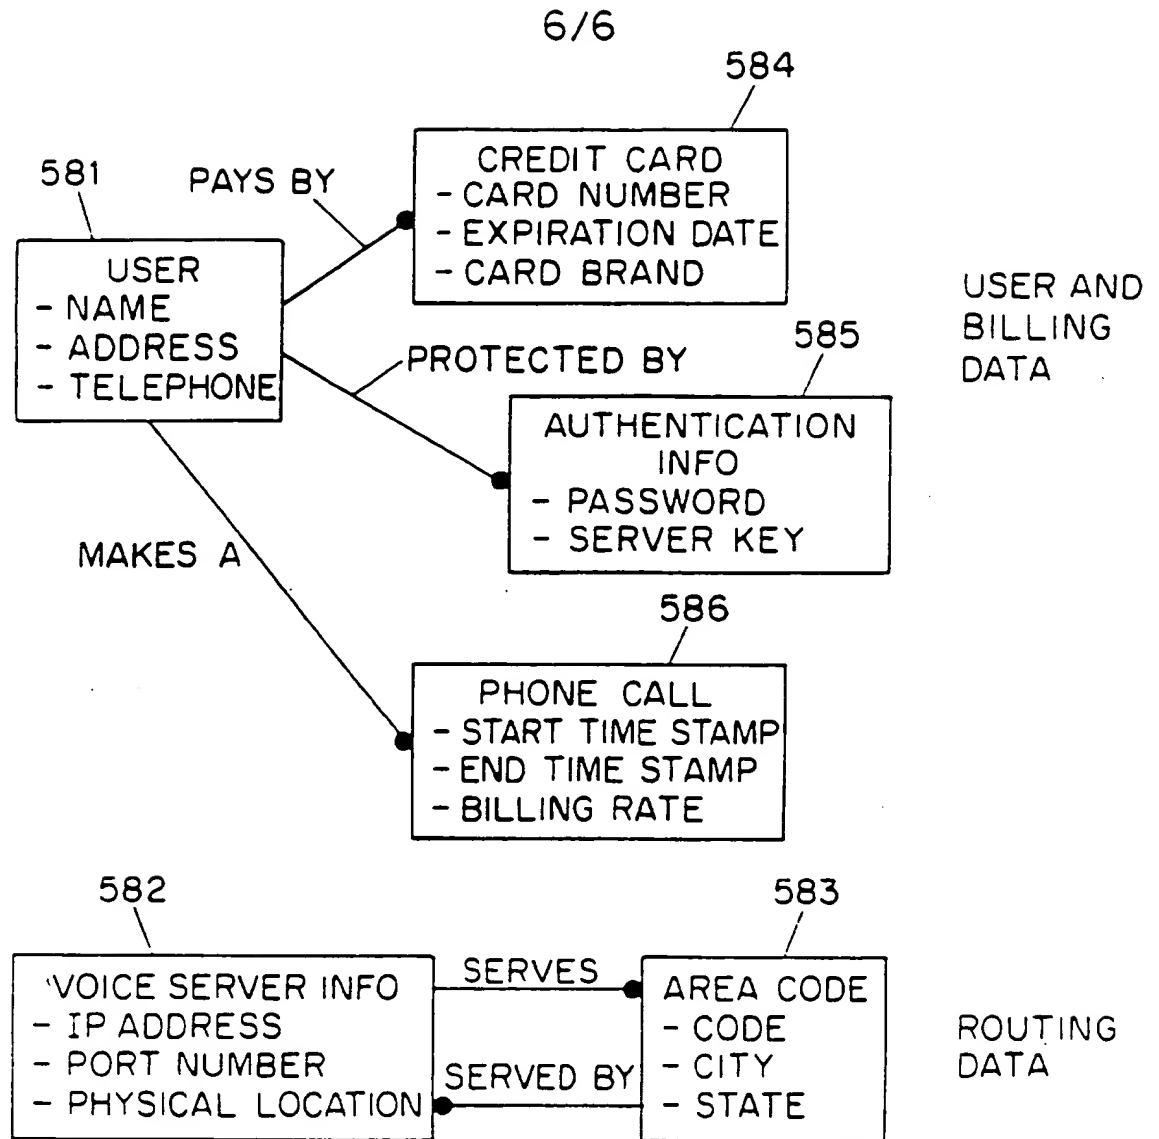 6/6
584
CREDIT CARD
- CARD NUMBER
- EXPIRATION DATE
- CARD BRAND
581
PAYS BY
USER
- NAME
- ADDRESS
- TELEPHONE
USER AND
BILLING
DATA
585
PROTECTED BY
AUTHENTICATION
INFO
- PASSWORD
- SERVER KEY
MAKES A
586
PHONE CALL
- START TIME STAMP
- END TIME STAMP
- BILLING RATE
582
583
VOICE SERVER INFO
- IP ADDRESS
- PORT NUMBER
- PHYSICAL LOCATION
SERVES
SERVED BY
AREA CODE
- CODE
- CITY
- STATE
ROUTING
DATA